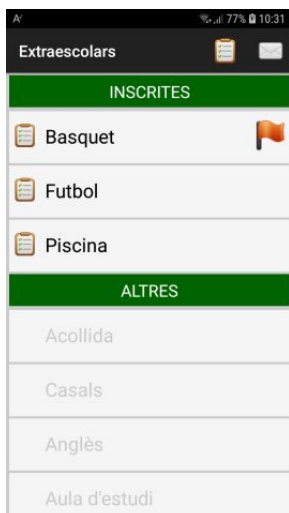 77% 10:31
Extraescolars
INSCRITES
Basquet
Futbol
Piscina
ALTRES
Acollida
Casals
Anglès
Aula d'estudi